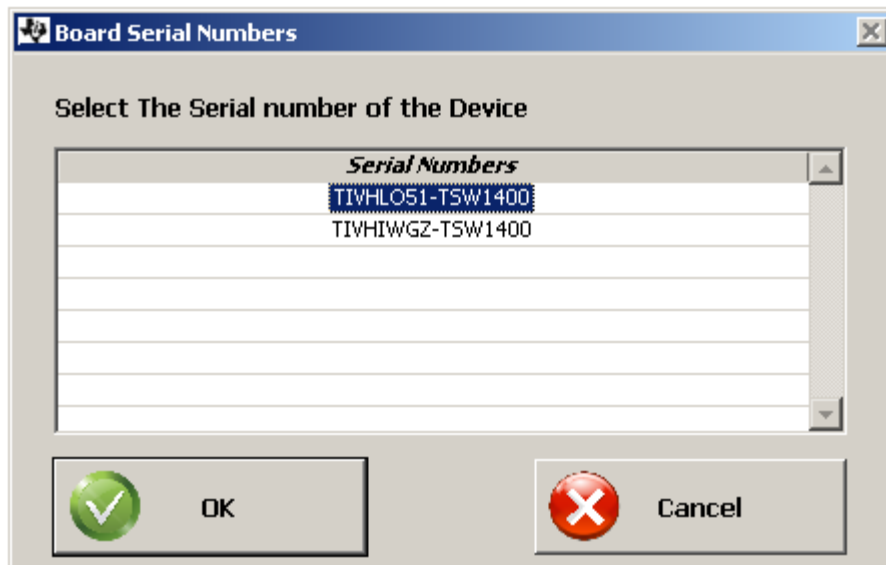 Board Serial Numbers
Select The Serial number of the Device
Serial Numbers
TIVHLO51-TSW1400
TIVHIWGZ-TSW1400
OK
Cancel